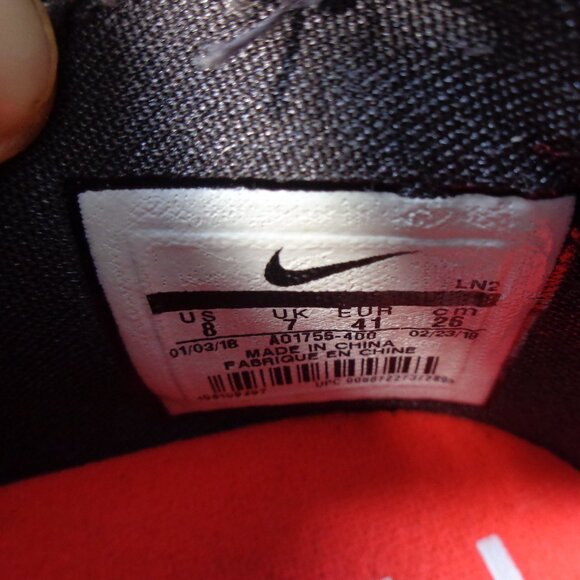 LN2
US UK EUR cm
8 7 41 26
01/03/18 AO1756-400 02/23/18
MADE IN CHINA
FABRIQUE EN CHINE
UPC